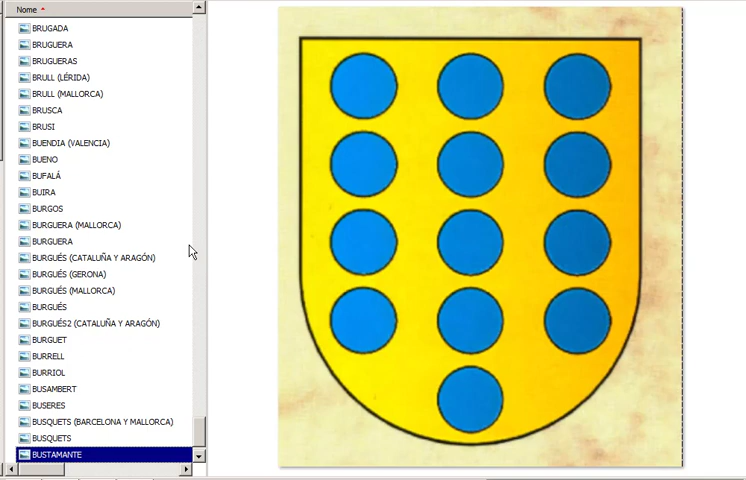 Nome
BRUGADA
BRUGUERA
BRUGUERAS
BRULL (LÉRIDA)
BRULL (MALLORCA)
BRUSCA
BRUSI
BUENDIA (VALENCIA)
BUENO
BUFALÁ
BUIRA
BURGOS
BURGUERA (MALLORCA)
BURGUERA
BURGUÉS (CATALUÑA Y ARAGÓN)
BURGUÉS (GERONA)
BURGUÉS (MALLORCA)
BURGUÉS
BURGUÉS2 (CATALUÑA Y ARAGÓN)
BURGUET
BURRELL
BURRIOL
BUSAMBERT
BUSERES
BUSQUETS (BARCELONA Y MALLORCA)
BUSQUETS
BUSTAMANTE